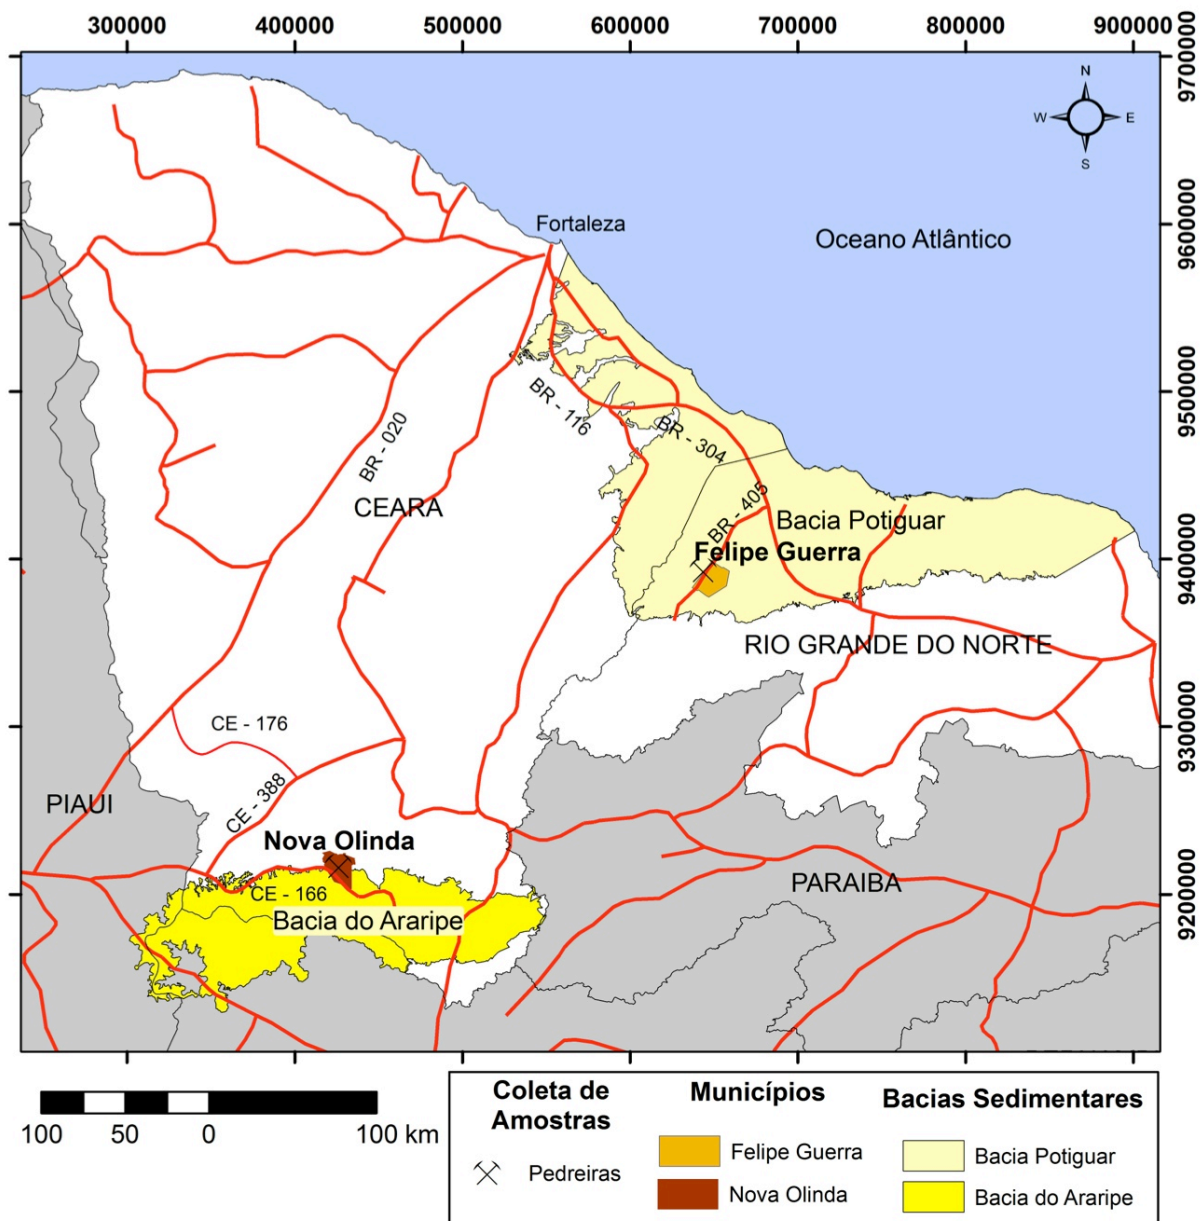 300000 400000 500000 600000 700000 800000 900000
9700000
N
W E
S
9600000
Fortaleza
Oceano Atlântico
9500000
BR - 116
BR - 304
BR - 020
CEARA
BR - 405
Bacia Potiguar
Felipe Guerra
9400000
RIO GRANDE DO NORTE
9300000
CE - 176
CE - 388
PIAUI
Nova Olinda
PARAIBA
9200000
CE - 166
Bacia do Araripe
100 50 0 100 km
Coleta de
Amostras
Pedreiras
Municípios
Felipe Guerra
Nova Olinda
Bacias Sedimentares
Bacia Potiguar
Bacia do Araripe